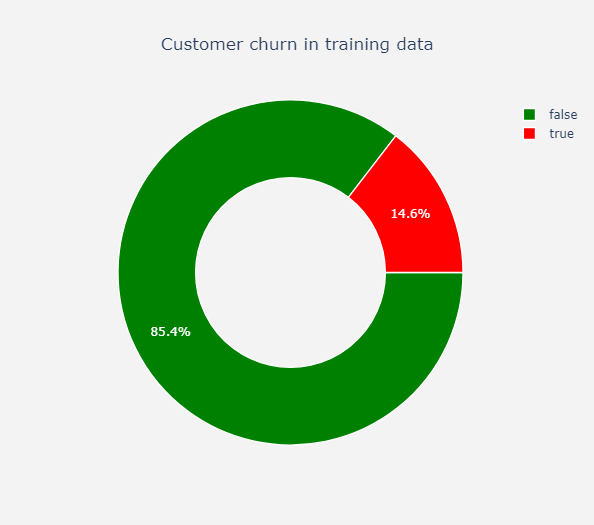 Customer churn in training data
false
true
14.6%
85.4%